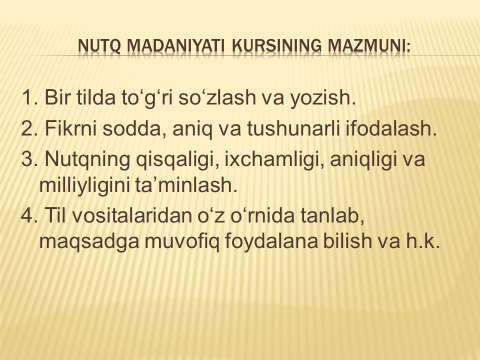 NUTQ MADANIYATI KURSINING MAZMUNI:
1. Bir tilda to‘g‘ri so‘zlash va yozish.
2. Fikrni sodda, aniq va tushunarli ifodalash.
3. Nutqning qisqaligi, ixchamligi, aniqligi va
milliyligini ta’minlash.
4. Til vositalaridan o‘z o‘rnida tanlab,
maqsadga muvofiq foydalana bilish va h.k.